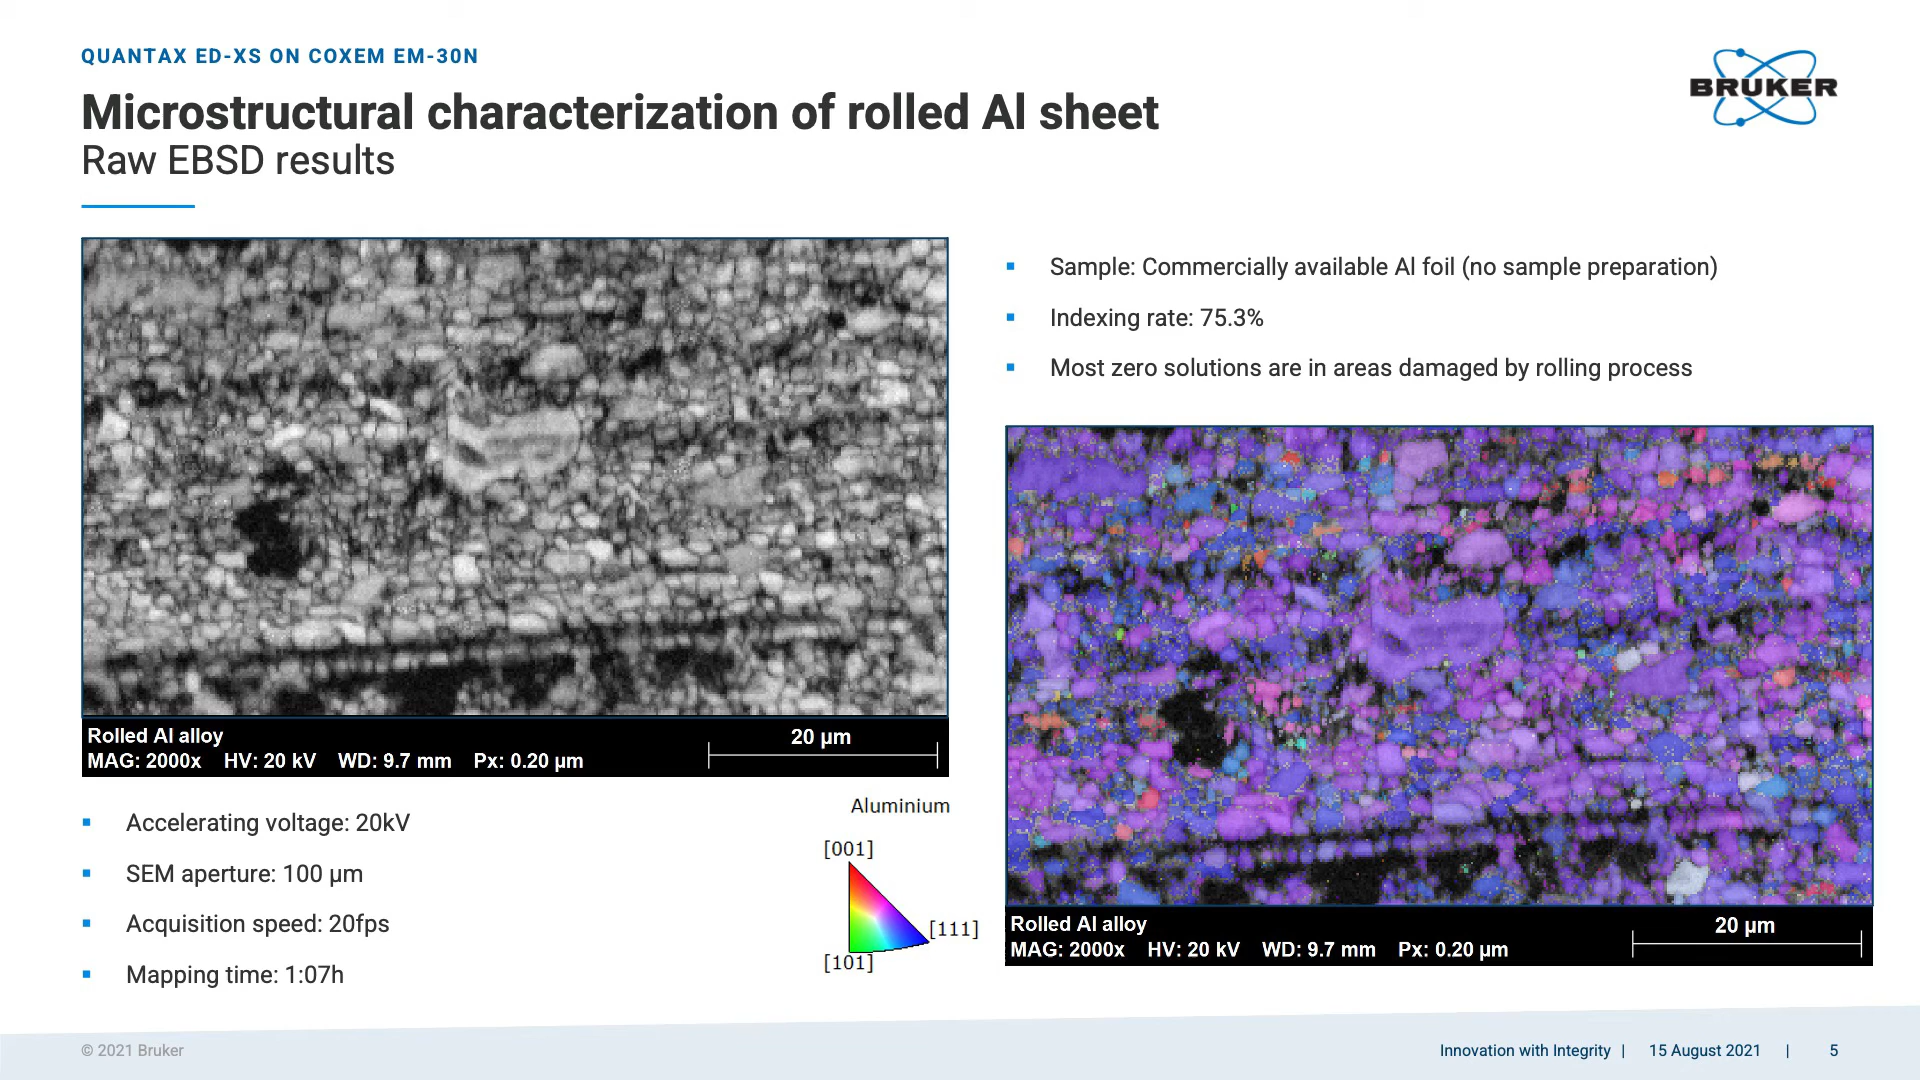 QUANTAX ED-XS ON COXEM EM-30N
BRUKER
Microstructural characterization of rolled Al sheet
Raw EBSD results
Rolled Al alloy
20 µm
MAG: 2000x HV: 20 kV WD: 9.7 mm Px: 0.20 µm
Accelerating voltage: 20kV
SEM aperture: 100 µm
Acquisition speed: 20fps
Mapping time: 1:07h
Aluminium
[001]
[111]
[101]
Sample: Commercially available Al foil (no sample preparation)
Indexing rate: 75.3%
Most zero solutions are in areas damaged by rolling process
Rolled Al alloy
20 µm
MAG: 2000x HV: 20 kV WD: 9.7 mm Px: 0.20 µm
© 2021 Bruker
Innovation with Integrity | 15 August 2021 | 5